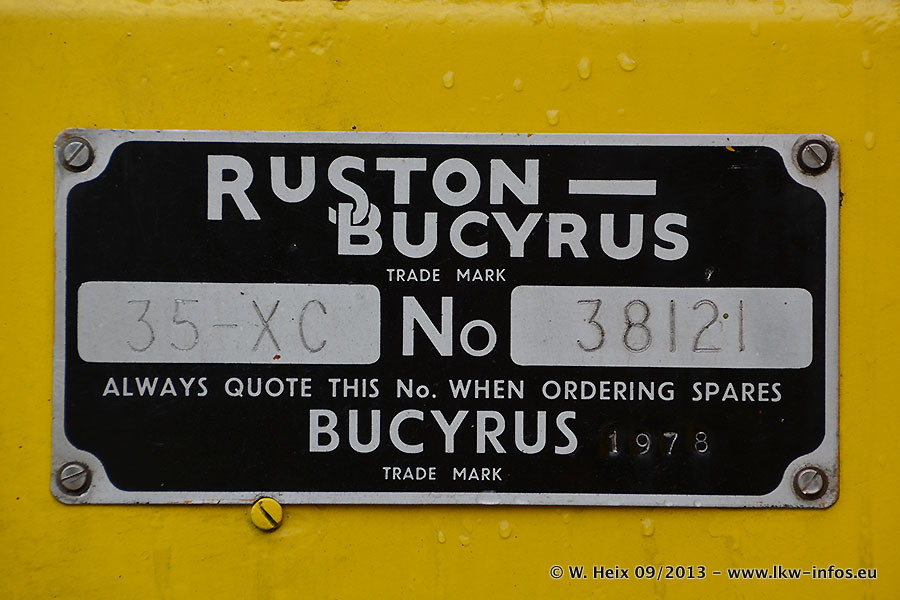 RUSTON —
BUCYRUS
TRADE MARK
35-XC No 38121
ALWAYS QUOTE THIS No. WHEN ORDERING SPARES
BUCYRUS 1978
TRADE MARK
© W. Heix 09/2013 - www.lkw-infos.eu